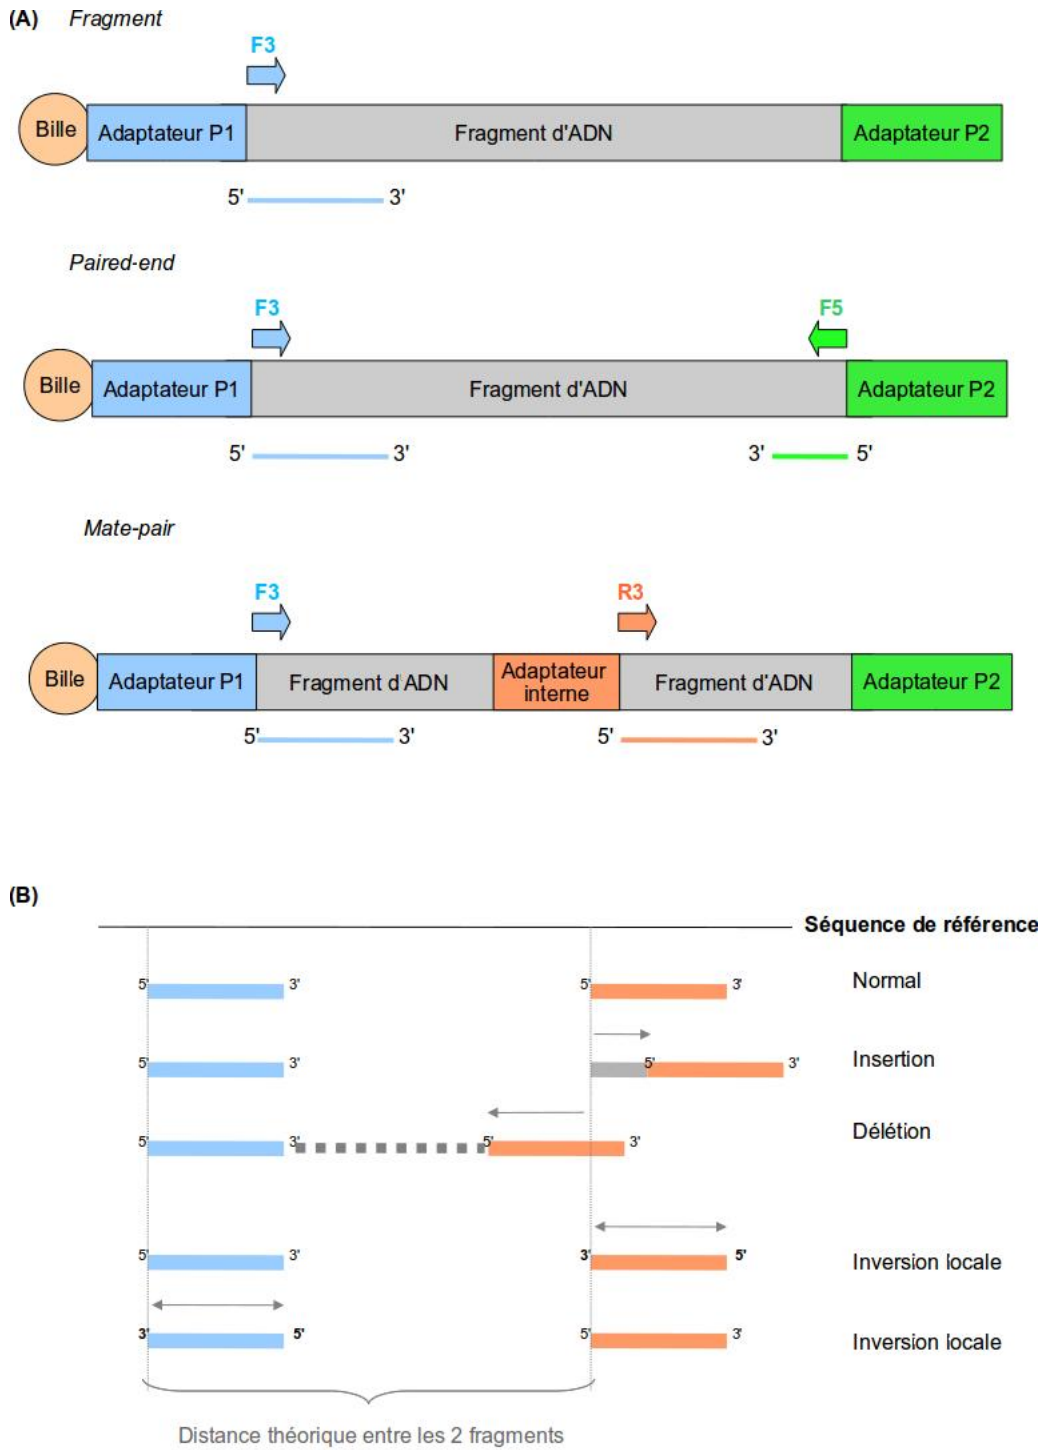 (A) Fragment
F3
Bille
Adaptateur P1
Fragment d'ADN
Adaptateur P2
5' 3'
Paired-end
F3
F5
Bille
Adaptateur P1
Fragment d'ADN
Adaptateur P2
5' 3' 3' 5'
Mate-pair
F3
R3
Bille
Adaptateur P1
Fragment d'ADN
Adaptateur
interne
Fragment d'ADN
Adaptateur P2
5' 3' 5' 3'
(B)
Séquence de référence
5' 3' 5' 3' Normal
5' 3' 5' 3' Insertion
5' 3' 5' 3' Délétion
5' 3' 3' 5' Inversion locale
3' 5' 5' 3' Inversion locale
Distance théorique entre les 2 fragments